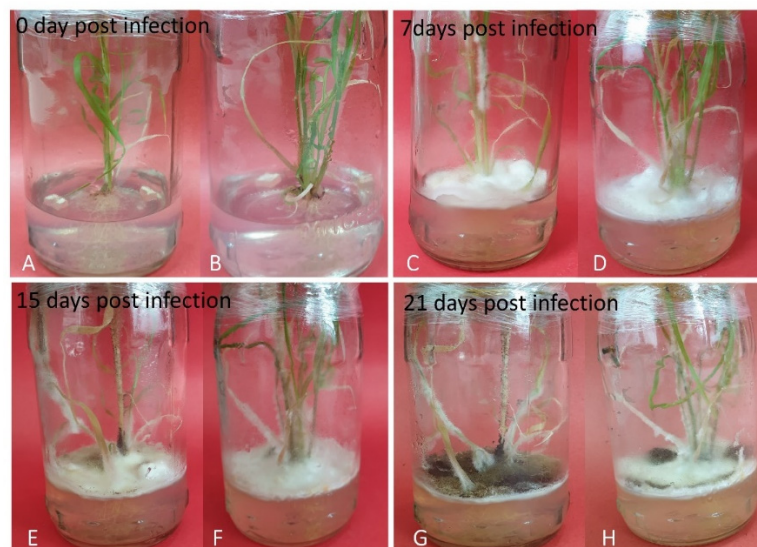 0 day post infection
7days post infection
A
B
C
D
15 days post infection
21 days post infection
E
F
G
H